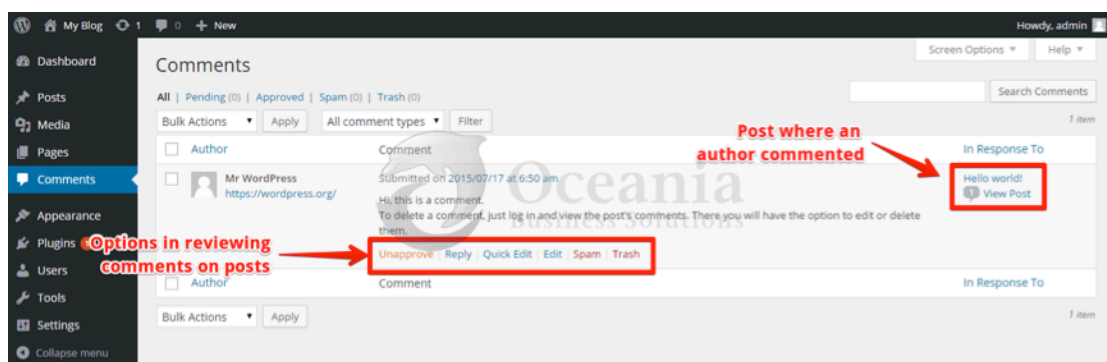 My Blog 1 0 + New Howdy, admin
Screen Options Help
Dashboard
Posts
Media
Pages
Comments
Appearance
Plugins
Users
Tools
Settings
Collapse menu
Comments
All | Pending (0) | Approved | Spam (0) | Trash (0)
Search Comments
Bulk Actions Apply All comment types Filter 1 item
Author Comment In Response To
Mr WordPress
https://wordpress.org/
Submitted on 2015/07/17 at 6:50 am
Hi, this is a comment.
To delete a comment, just log in and view the post's comments. There you will have the option to edit or delete
them.
Unapprove | Reply | Quick Edit | Edit | Spam | Trash
Hello world!
1 View Post
Post where an
author commented
Options in reviewing
comments on posts
Oceania
Business Solutions
Author Comment In Response To
Bulk Actions Apply 1 item